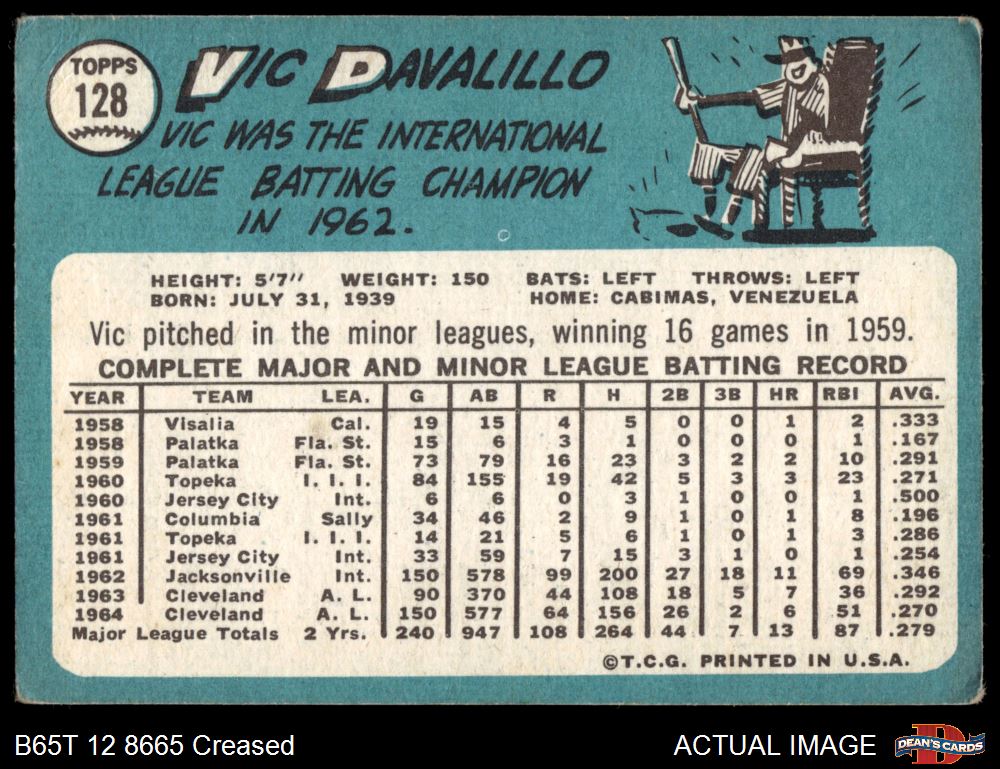 TOPPS
128
VIC DAVALILLO
VIC WAS THE INTERNATIONAL
LEAGUE BATTING CHAMPION
IN 1962.
HEIGHT: 5'7" WEIGHT: 150 BATS: LEFT THROWS: LEFT
BORN: JULY 31, 1939 HOME: CABIMAS, VENEZUELA
Vic pitched in the minor leagues, winning 16 games in 1959.
COMPLETE MAJOR AND MINOR LEAGUE BATTING RECORD
YEAR TEAM LEA. G AB R H 2B 3B HR RBI AVG.
1958 Visalia Cal. 19 15 4 5 0 0 1 2 .333
1958 Palatka Fla. St. 15 6 3 1 0 0 0 1 .167
1959 Palatka Fla. St. 73 79 16 23 3 2 2 10 .291
1960 Topeka I. I. I. 84 155 19 42 5 3 3 23 .271
1960 Jersey City Int. 6 6 0 3 1 0 0 1 .500
1961 Columbia Sally 34 46 2 9 1 0 1 8 .196
1961 Topeka I. I. I. 14 21 5 6 1 0 1 3 .286
1961 Jersey City Int. 33 59 7 15 3 1 0 1 .254
1962 Jacksonville Int. 150 578 99 200 27 18 11 69 .346
1963 Cleveland A. L. 90 370 44 108 18 5 7 36 .292
1964 Cleveland A. L. 150 577 64 156 26 2 6 51 .270
Major League Totals 2 Yrs. 240 947 108 264 44 7 13 87 .279
©T.C.G. PRINTED IN U.S.A.
B65T 12 8665 Creased ACTUAL IMAGE DEAN'S CARDS